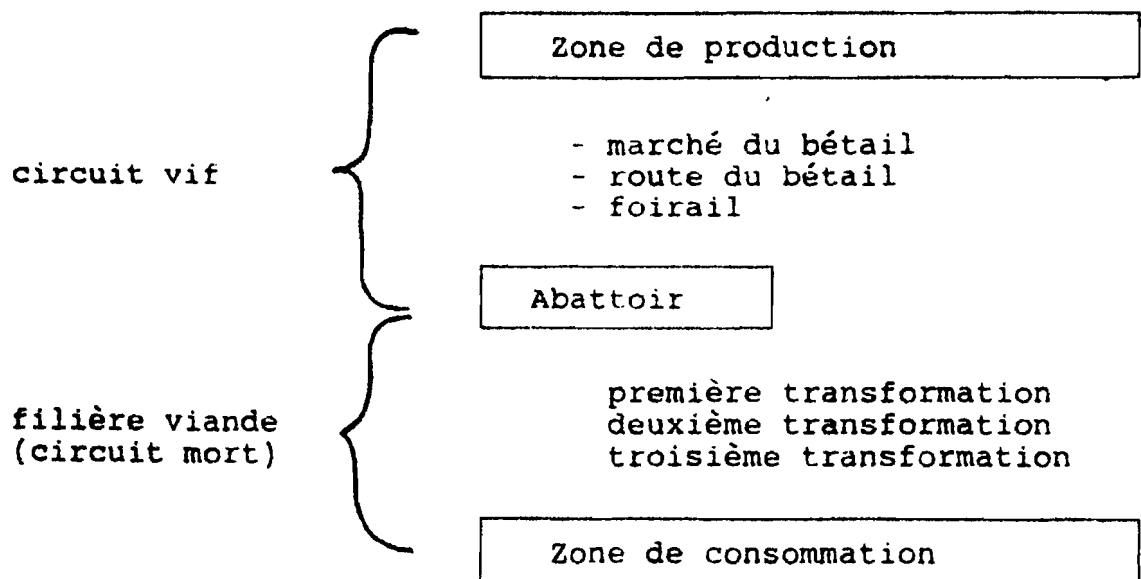 Zone de production
- marché du bétail
circuit vif
- route du bétail
- foirail
Abattoir
première transformation
filière viande
deuxième transformation
(circuit mort)
troisième transformation
Zone de consommation